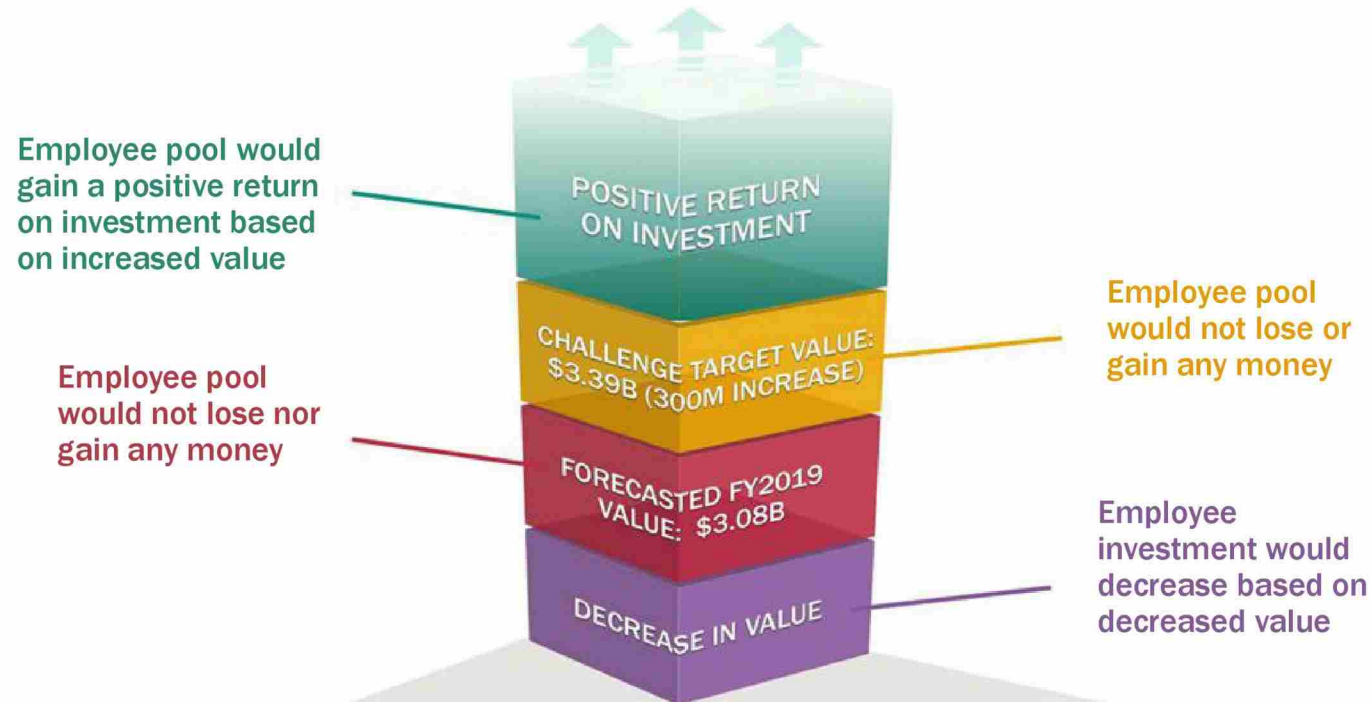 Employee pool would
gain a positive return
on investment based
on increased value
POSITIVE RETURN
ON INVESTMENT
Employee pool
would not lose or
gain any money
CHALLENGE TARGET VALUE:
$3.39B (300M INCREASE)
Employee pool
would not lose nor
gain any money
FORECASTED FY2019
VALUE: $3.08B
Employee
investment would
decrease based on
decreased value
DECREASE IN VALUE